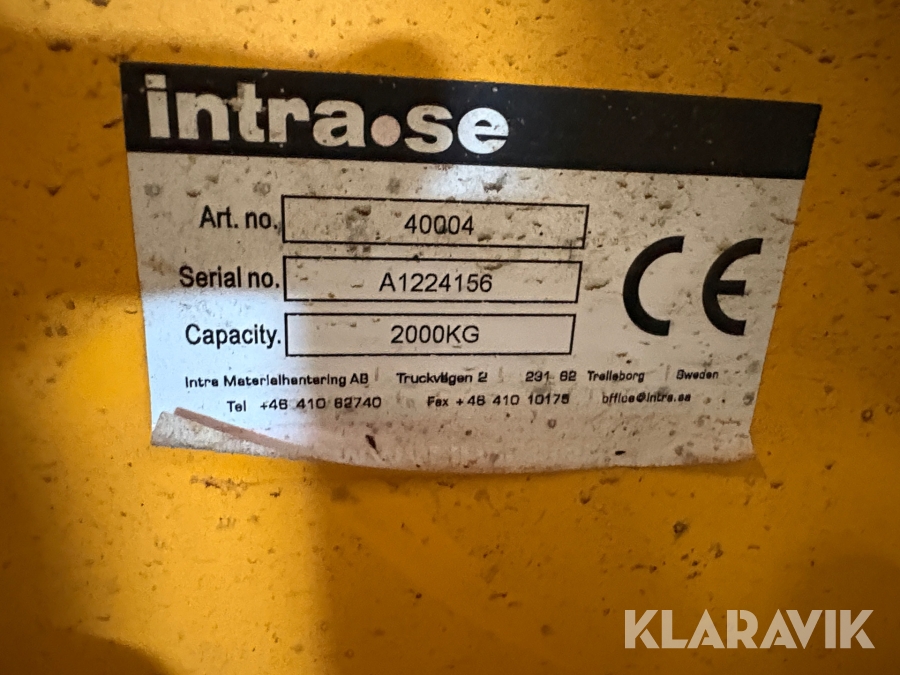 intra.se
Art. no. 40004
Serial no. A1224156
Capacity. 2000KG
CE
Intra Materialhantering AB Truckvägen 2 231 62 Trelleborg Sweden
Tel +46 410 62740 Fax +46 410 10175 office@intra.se
KLARAVIK